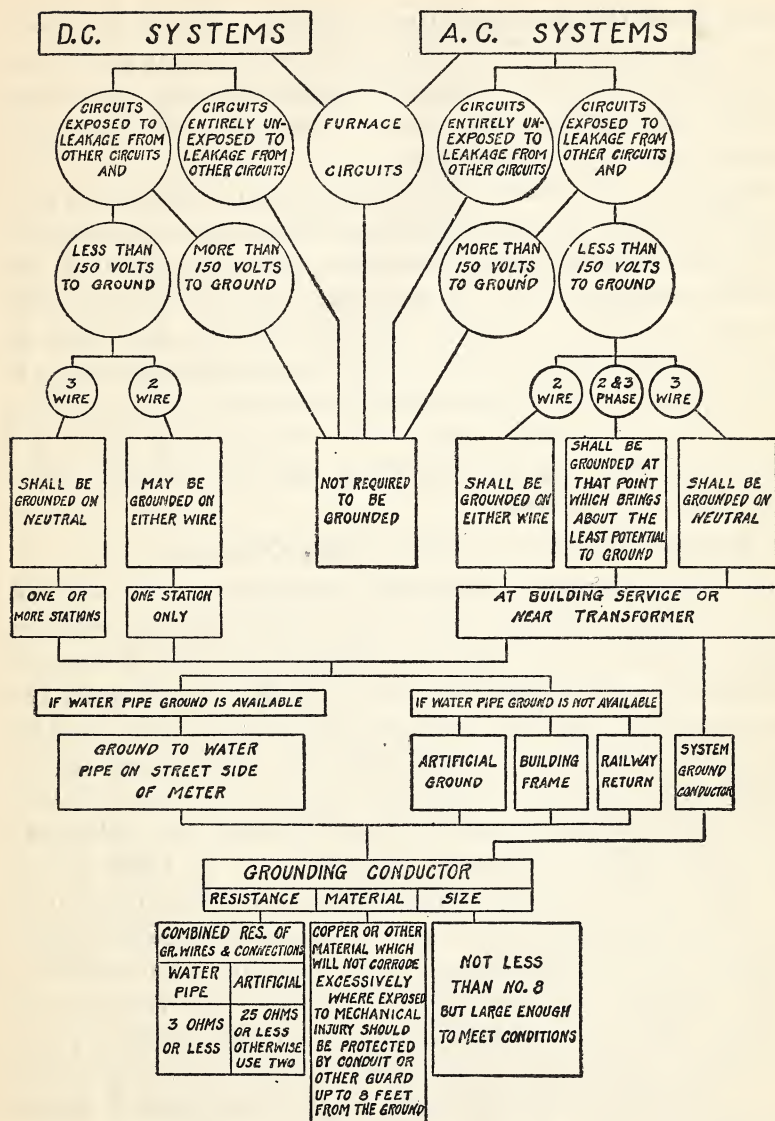 D.C. SYSTEMS
A.C. SYSTEMS
CIRCUITS
EXPOSED TO
LEAKAGE FROM
OTHER CIRCUITS
AND
CIRCUITS
ENTIRELY UN-
EXPOSED TO
LEAKAGE FROM
OTHER CIRCUITS
FURNACE
CIRCUITS
CIRCUITS
ENTIRELY UN-
EXPOSED TO
LEAKAGE FROM
OTHER CIRCUITS
CIRCUITS
EXPOSED TO
LEAKAGE FROM
OTHER CIRCUITS
AND
LESS THAN
150 VOLTS
TO GROUND
MORE THAN
150 VOLTS
TO GROUND
MORE THAN
150 VOLTS
TO GROUND
LESS THAN
150 VOLTS
TO GROUND
3
WIRE
2
WIRE
2
WIRE
2 & 3
PHASE
3
WIRE
SHALL BE
GROUNDED ON
NEUTRAL
MAY BE
GROUNDED ON
EITHER WIRE
NOT REQUIRED
TO BE
GROUNDED
SHALL BE
GROUNDED ON
EITHER WIRE
SHALL BE
GROUNDED AT
THAT POINT
WHICH BRINGS
ABOUT THE
LEAST POTENTIAL
TO GROUND
SHALL BE
GROUNDED ON
NEUTRAL
ONE OR
MORE STATIONS
ONE STATION
ONLY
AT BUILDING SERVICE OR
NEAR TRANSFORMER
IF WATER PIPE GROUND IS AVAILABLE
IF WATER PIPE GROUND IS NOT AVAILABLE
GROUND TO WATER
PIPE ON STREET SIDE
OF METER
ARTIFICIAL
GROUND
BUILDING
FRAME
RAILWAY
RETURN
SYSTEM
GROUND
CONDUCTOR
GROUNDING CONDUCTOR
RESISTANCE
MATERIAL
SIZE
COMBINED RES. OF
GR. WIRES & CONNECTIONS
WATER
PIPE
ARTIFICIAL
3 OHMS
OR LESS
25 OHMS
OR LESS
OTHERWISE
USE TWO
COPPER OR OTHER
MATERIAL WHICH
WILL NOT CORRODE
EXCESSIVELY
WHERE EXPOSED
TO MECHANICAL
INJURY SHOULD
BE PROTECTED
BY CONDUIT OR
OTHER GUARD
UP TO 8 FEET
FROM THE GROUND
NOT LESS
THAN NO. 8
BUT LARGE ENOUGH
TO MEET CONDITIONS